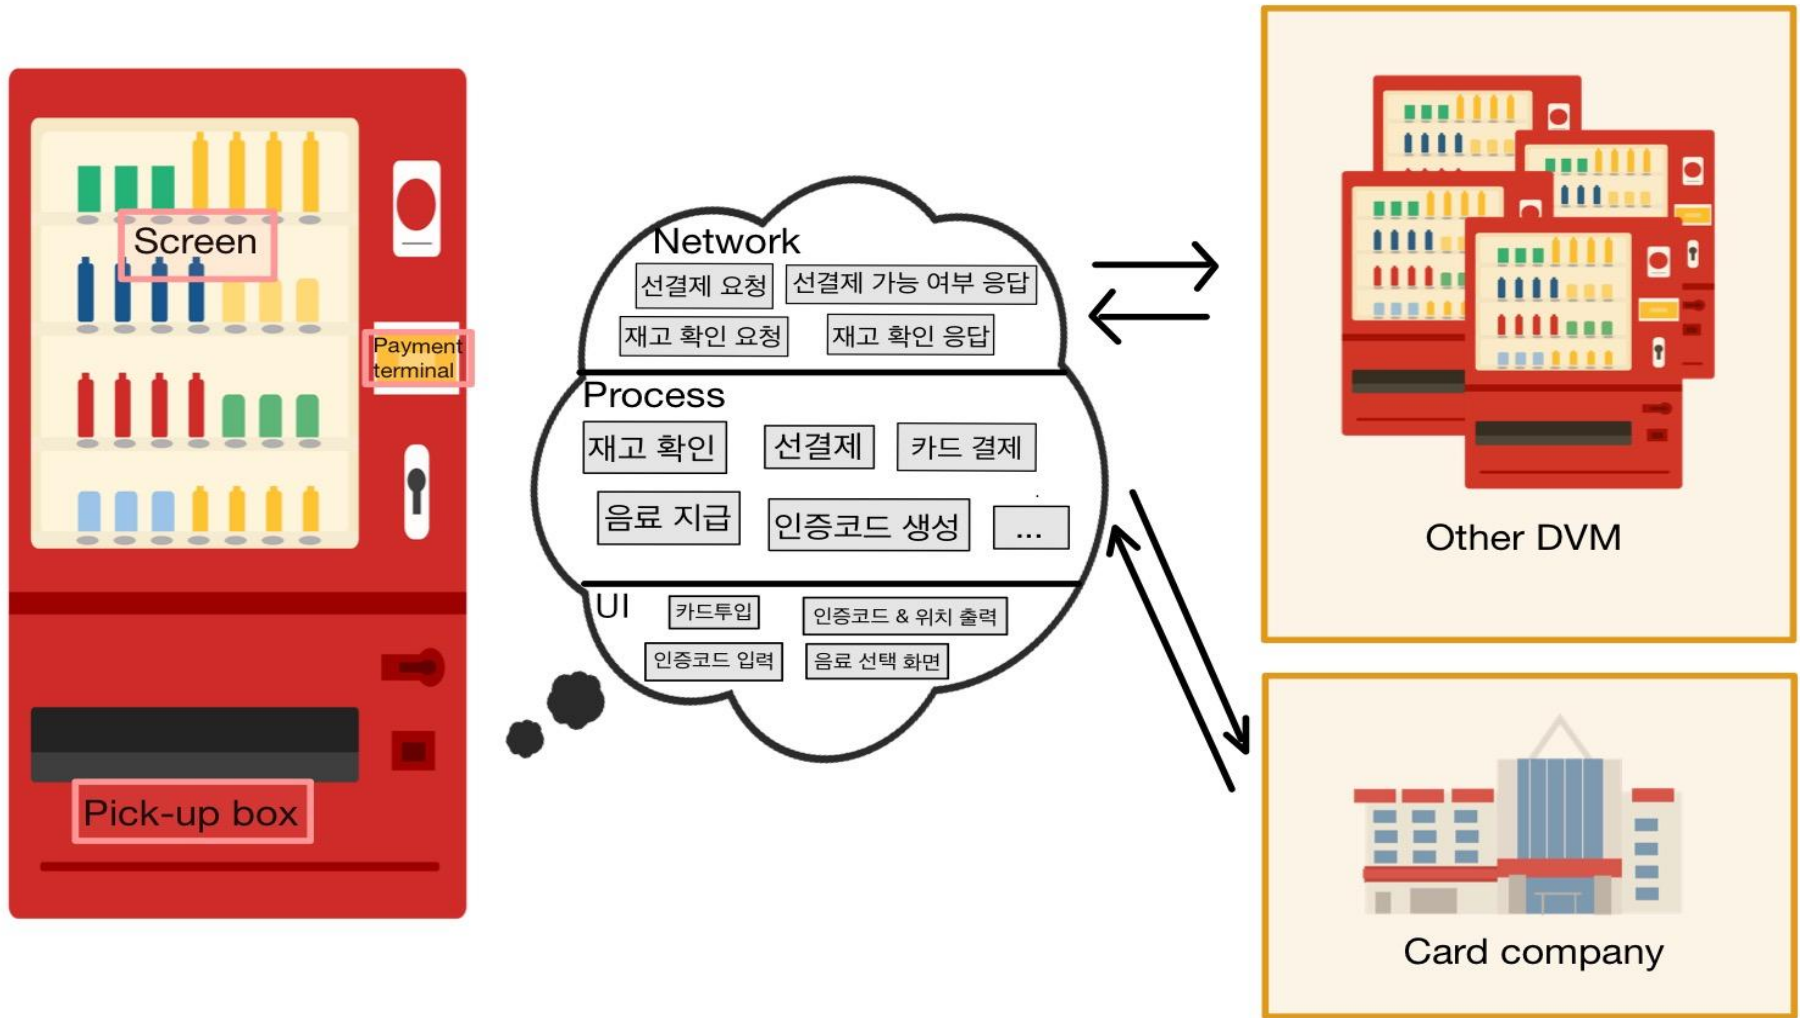 Screen
Payment
terminal
Pick-up box
Network
선결제 요청
선결제 가능 여부 응답
재고 확인 요청
재고 확인 응답
Process
재고 확인
선결제
카드 결제
음료 지급
인증코드 생성
...
UI
카드투입
인증코드 & 위치 출력
인증코드 입력
음료 선택 화면
Other DVM
Card company